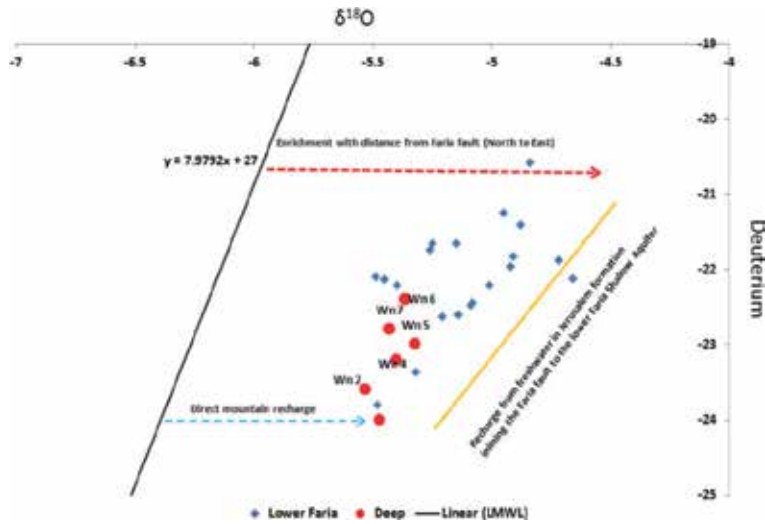 δ18O
-7 -6.5 -6 -5.5 -5 -4.5 -4
-19
-20
Enrichment with distance from Faria fault (North to East)
y = 7.9792x + 27
-21
Deuterium
-22
Wn6
Wn7
Wn5
-23
Wn4
Wn2
Recharge from freshwater in Jerusalem formation
joining the Faria fault to the lower Faria Shallow Aquifer
Direct mountain recharge
-24
-25
Lower Faria Deep Linear (LMWL)